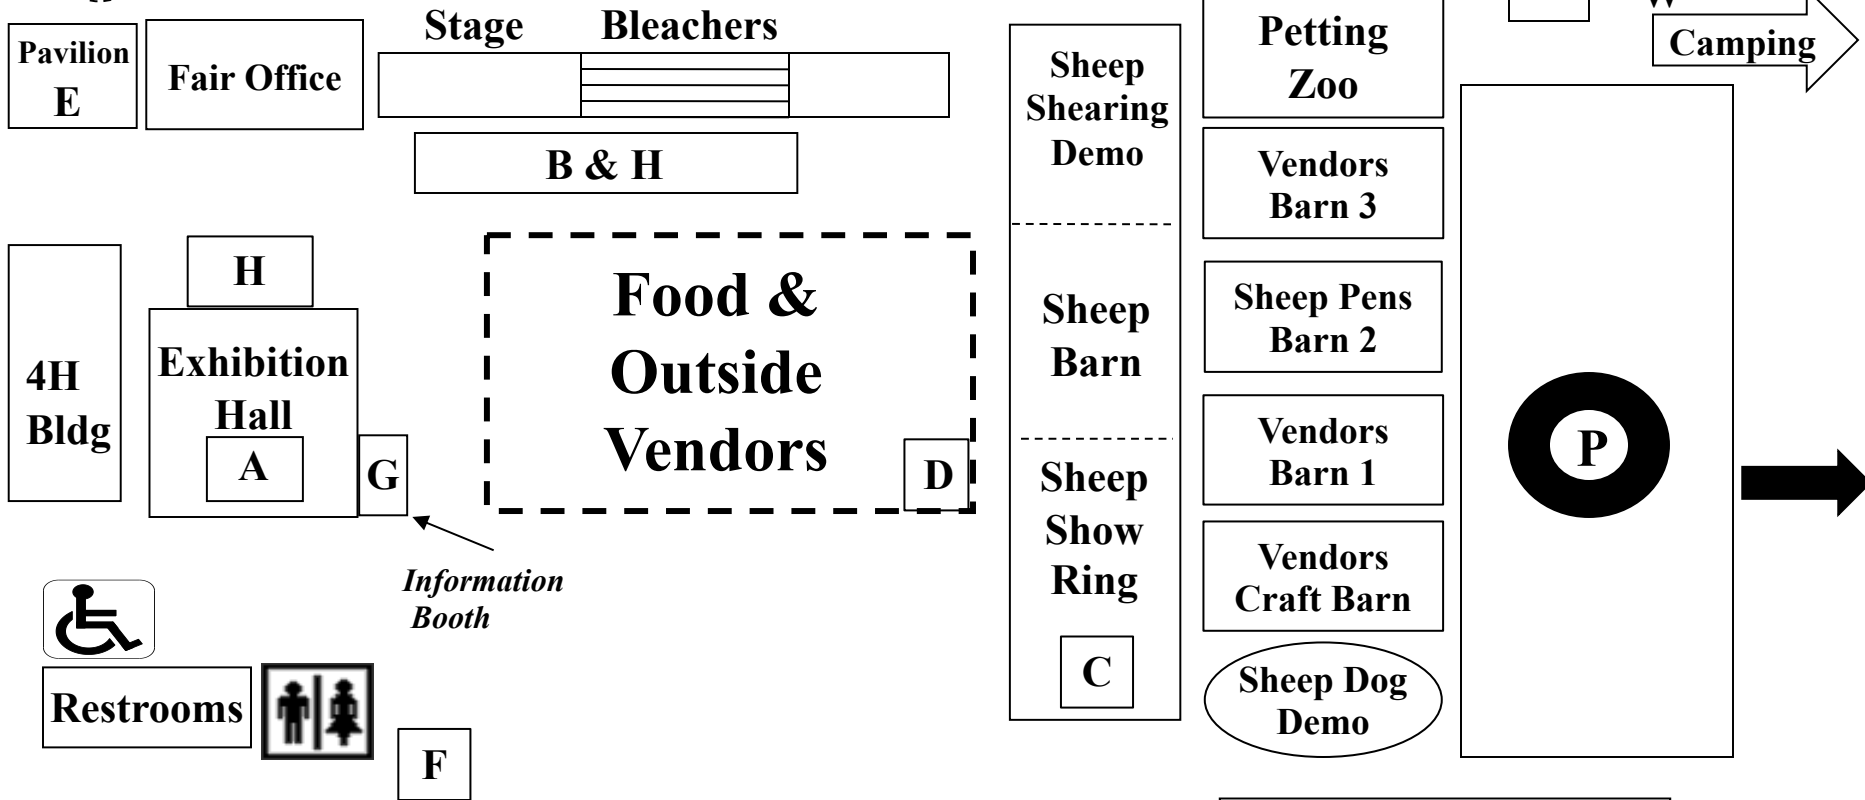 Stage
Bleachers
Pavilion
E
Fair Office
B & H
Sheep
Shearing
Demo
Petting
Zoo
Camping
Vendors
Barn 3
H
4H
Bldg
Exhibition
Hall
A
G
Information
Booth
Food &
Outside
Vendors
D
Sheep
Barn
Sheep Pens
Barn 2
Vendors
Barn 1
P
Sheep
Show
Ring
C
Vendors
Craft Barn
Sheep Dog
Demo
Restrooms
F